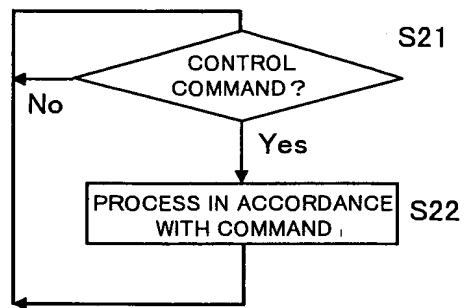 S21
CONTROL
COMMAND?
No
Yes
PROCESS IN ACCORDANCE
WITH COMMAND
S22